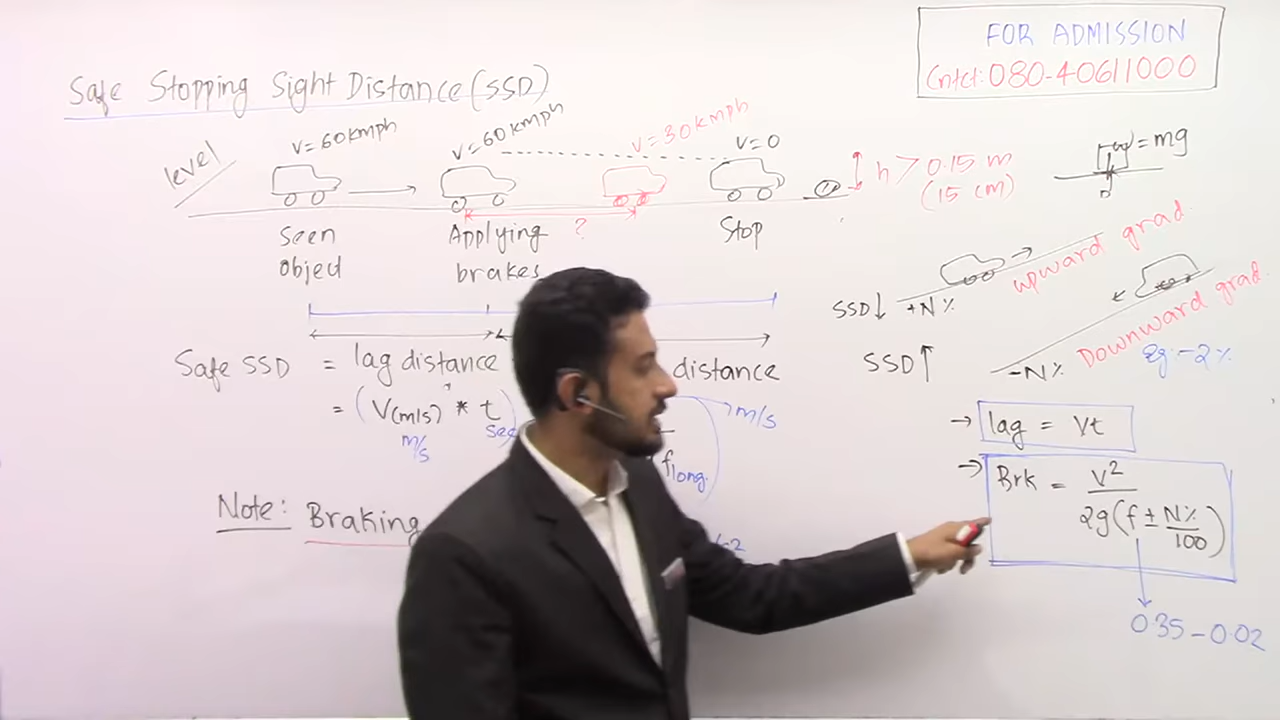 FOR ADMISSION
Cntct: 080-40611000
Safe Stopping Sight Distance (SSD)
level
V=60kmph
V=60kmph
V=30kmph
V=0
h > 0.15 m
(15 cm)
= mg
Seen
object
Applying
brakes
?
Stop
upward grad.
SSD↓ +N%
Downward grad.
SSD↑ -N%
Eg: -2%
Safe SSD = lag distance
distance
= (V(m/s) * t)
m/s
sec
m/s
f long.
→ lag = Vt
→ Brk = V²
2g(f ± N%
100)
0.35 - 0.02
Note: Braking